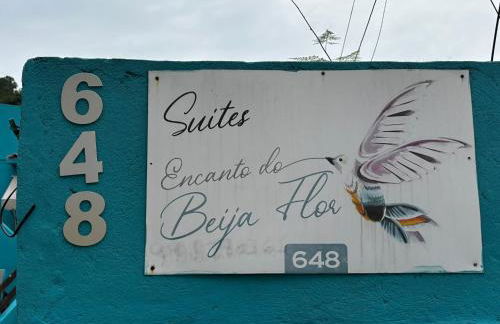 648
Suites
Encanto do
Beija Flor
648